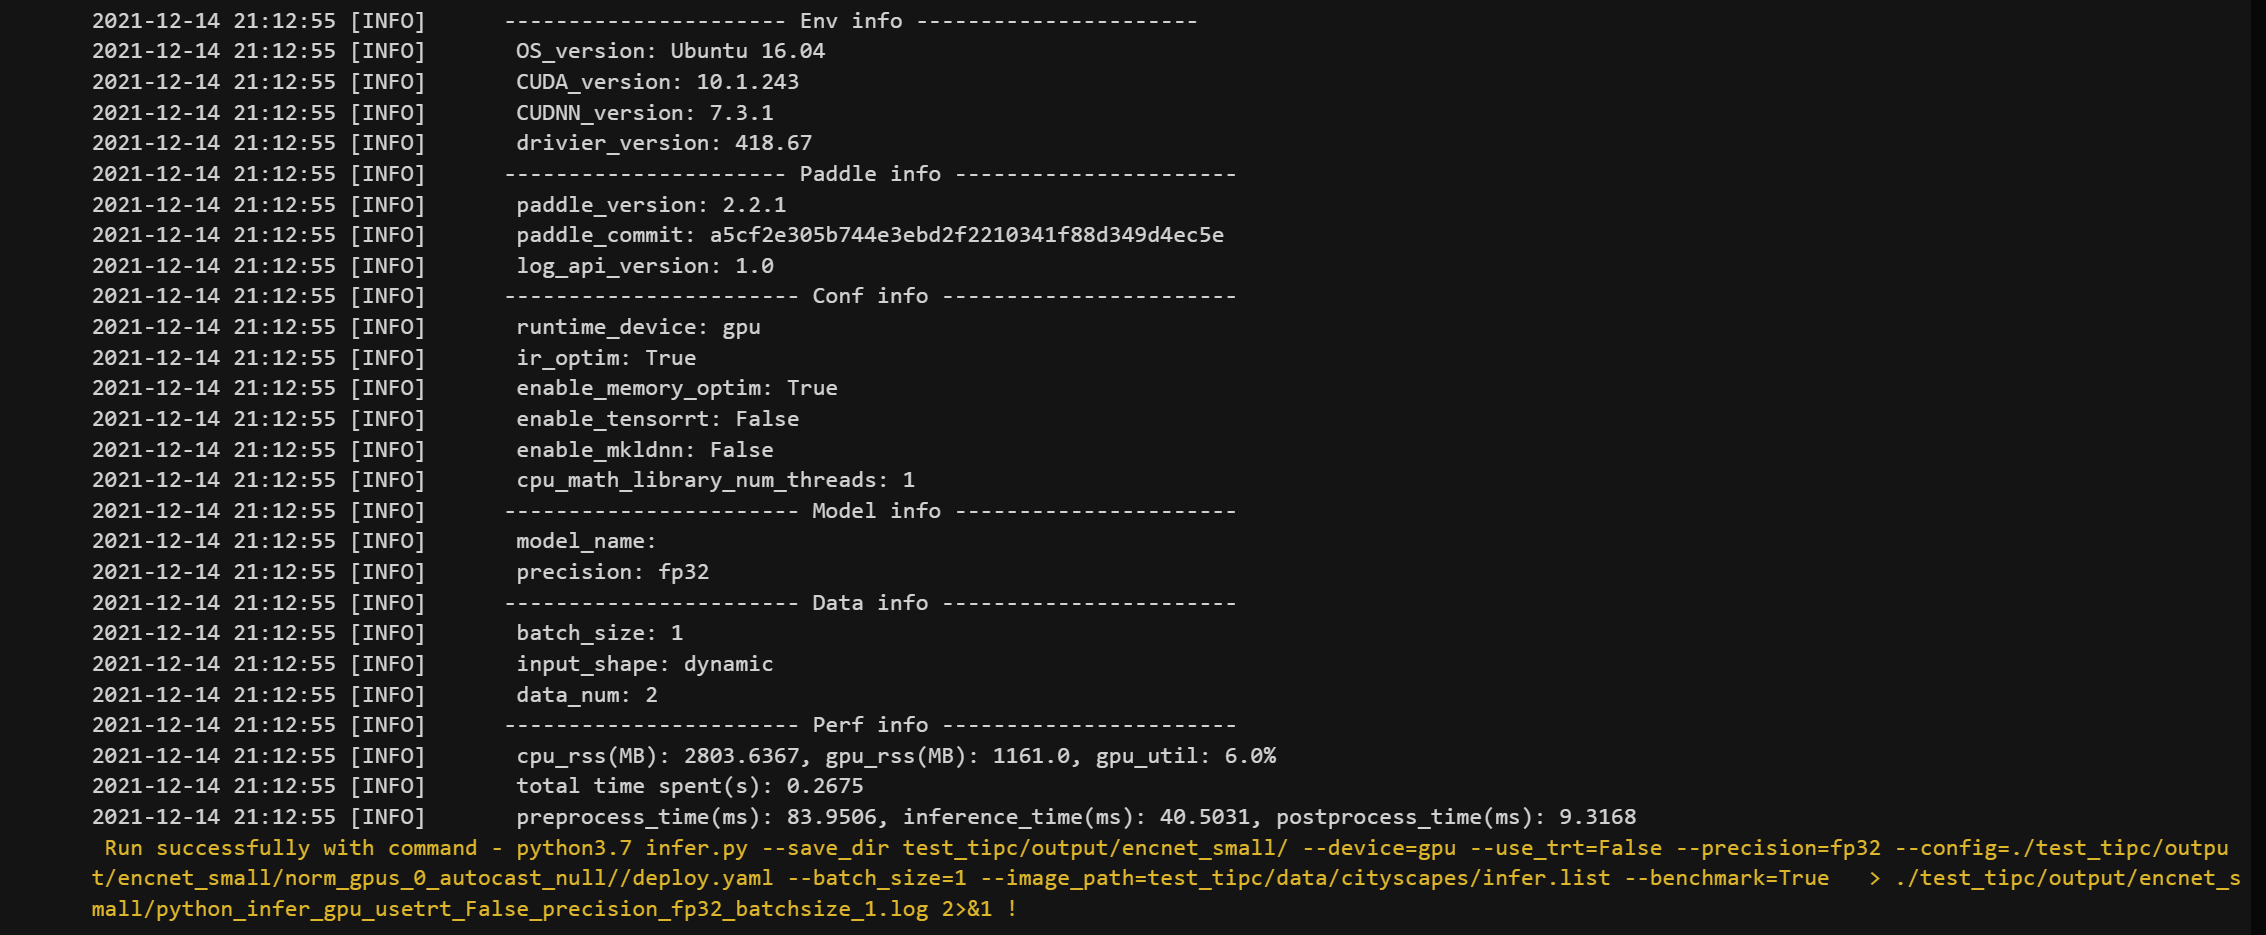 2021-12-14 21:12:55 [INFO] ---------------------- Env info ----------------------
2021-12-14 21:12:55 [INFO] OS_version: Ubuntu 16.04
2021-12-14 21:12:55 [INFO] CUDA_version: 10.1.243
2021-12-14 21:12:55 [INFO] CUDNN_version: 7.3.1
2021-12-14 21:12:55 [INFO] drivier_version: 418.67
2021-12-14 21:12:55 [INFO] ---------------------- Paddle info ----------------------
2021-12-14 21:12:55 [INFO] paddle_version: 2.2.1
2021-12-14 21:12:55 [INFO] paddle_commit: a5cf2e305b744e3ebd2f2210341f88d349d4ec5e
2021-12-14 21:12:55 [INFO] log_api_version: 1.0
2021-12-14 21:12:55 [INFO] ----------------------- Conf info -----------------------
2021-12-14 21:12:55 [INFO] runtime_device: gpu
2021-12-14 21:12:55 [INFO] ir_optim: True
2021-12-14 21:12:55 [INFO] enable_memory_optim: True
2021-12-14 21:12:55 [INFO] enable_tensorrt: False
2021-12-14 21:12:55 [INFO] enable_mkldnn: False
2021-12-14 21:12:55 [INFO] cpu_math_library_num_threads: 1
2021-12-14 21:12:55 [INFO] ----------------------- Model info ----------------------
2021-12-14 21:12:55 [INFO] model_name:
2021-12-14 21:12:55 [INFO] precision: fp32
2021-12-14 21:12:55 [INFO] ----------------------- Data info -----------------------
2021-12-14 21:12:55 [INFO] batch_size: 1
2021-12-14 21:12:55 [INFO] input_shape: dynamic
2021-12-14 21:12:55 [INFO] data_num: 2
2021-12-14 21:12:55 [INFO] ----------------------- Perf info -----------------------
2021-12-14 21:12:55 [INFO] cpu_rss(MB): 2803.6367, gpu_rss(MB): 1161.0, gpu_util: 6.0%
2021-12-14 21:12:55 [INFO] total time spent(s): 0.2675
2021-12-14 21:12:55 [INFO] preprocess_time(ms): 83.9506, inference_time(ms): 40.5031, postprocess_time(ms): 9.3168
Run successfully with command - python3.7 infer.py --save_dir test_tipc/output/encnet_small/ --device=gpu --use_trt=False --precision=fp32 --config=./test_tipc/outpu
t/encnet_small/norm_gpus_0_autocast_null//deploy.yaml --batch_size=1 --image_path=test_tipc/data/cityscapes/infer.list --benchmark=True > ./test_tipc/output/encnet_s
mall/python_infer_gpu_usetrt_False_precision_fp32_batchsize_1.log 2>&1 !